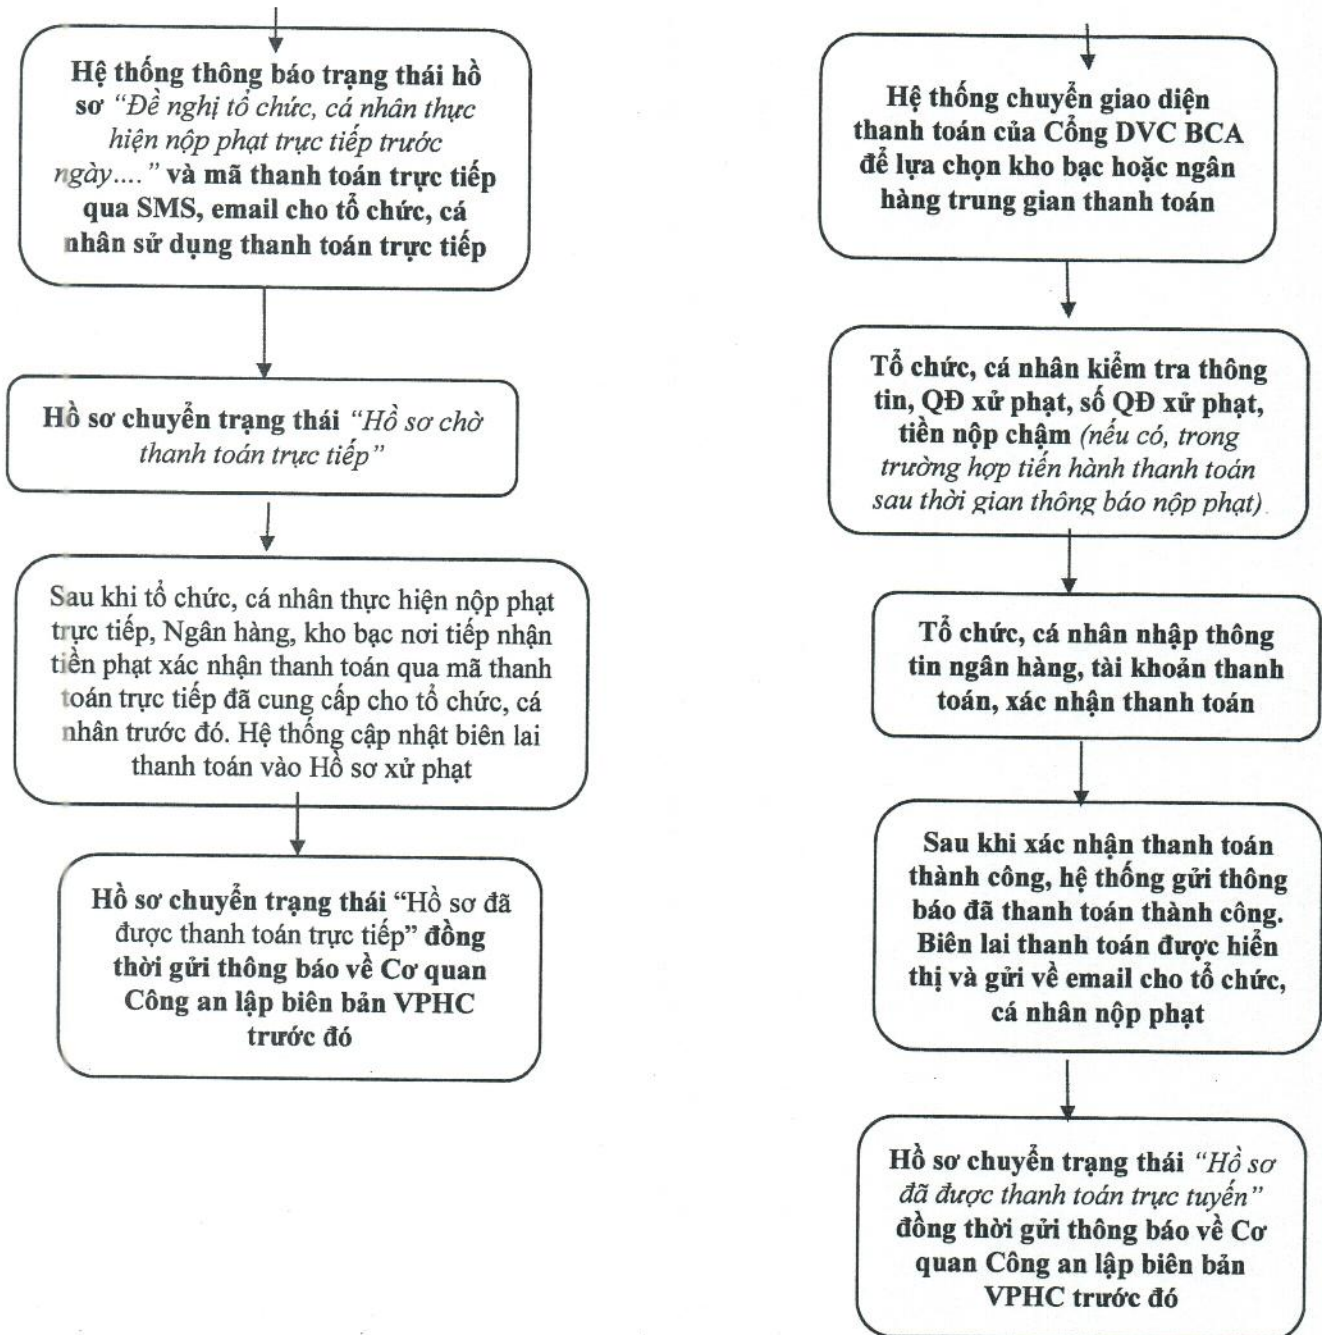 Hệ thống thông báo trạng thái hồ
sơ “Đề nghị tổ chức, cá nhân thực
hiện nộp phạt trực tiếp trước
ngày....” và mã thanh toán trực tiếp
qua SMS, email cho tổ chức, cá
nhân sử dụng thanh toán trực tiếp
Hồ sơ chuyển trạng thái “Hồ sơ chờ
thanh toán trực tiếp”
Sau khi tổ chức, cá nhân thực hiện nộp phạt
trực tiếp, Ngân hàng, kho bạc nơi tiếp nhận
tiền phạt xác nhận thanh toán qua mã thanh
toán trực tiếp đã cung cấp cho tổ chức, cá
nhân trước đó. Hệ thống cập nhật biên lai
thanh toán vào Hồ sơ xử phạt
Hồ sơ chuyển trạng thái “Hồ sơ đã
được thanh toán trực tiếp” đồng
thời gửi thông báo về Cơ quan
Công an lập biên bản VPHC
trước đó
Hệ thống chuyển giao diện
thanh toán của Cổng DVC BCA
để lựa chọn kho bạc hoặc ngân
hàng trung gian thanh toán
Tổ chức, cá nhân kiểm tra thông
tin, QĐ xử phạt, số QĐ xử phạt,
tiền nộp chậm (nếu có, trong
trường hợp tiến hành thanh toán
sau thời gian thông báo nộp phạt).
Tổ chức, cá nhân nhập thông
tin ngân hàng, tài khoản thanh
toán, xác nhận thanh toán
Sau khi xác nhận thanh toán
thành công, hệ thống gửi thông
báo đã thanh toán thành công.
Biên lai thanh toán được hiển
thị và gửi về email cho tổ chức,
cá nhân nộp phạt
Hồ sơ chuyển trạng thái “Hồ sơ
đã được thanh toán trực tuyến”
đồng thời gửi thông báo về Cơ
quan Công an lập biên bản
VPHC trước đó